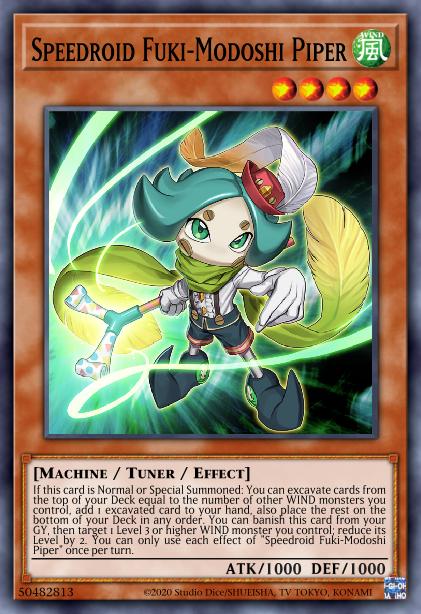 Speedroid Fuki-Modoshi Piper
WIND
風
[Machine / Tuner / Effect]
If this card is Normal or Special Summoned: You can excavate cards from
the top of your Deck equal to the number of other WIND monsters you
control, add 1 excavated card to your hand, also place the rest on the
bottom of your Deck in any order. You can banish this card from your
GY, then target 1 Level 3 or higher WIND monster you control; reduce its
Level by 2. You can only use each effect of "Speedroid Fuki-Modoshi
Piper" once per turn.
ATK/1000 DEF/1000
50482813 ©2020 Studio Dice/SHUEISHA, TV TOKYO, KONAMI